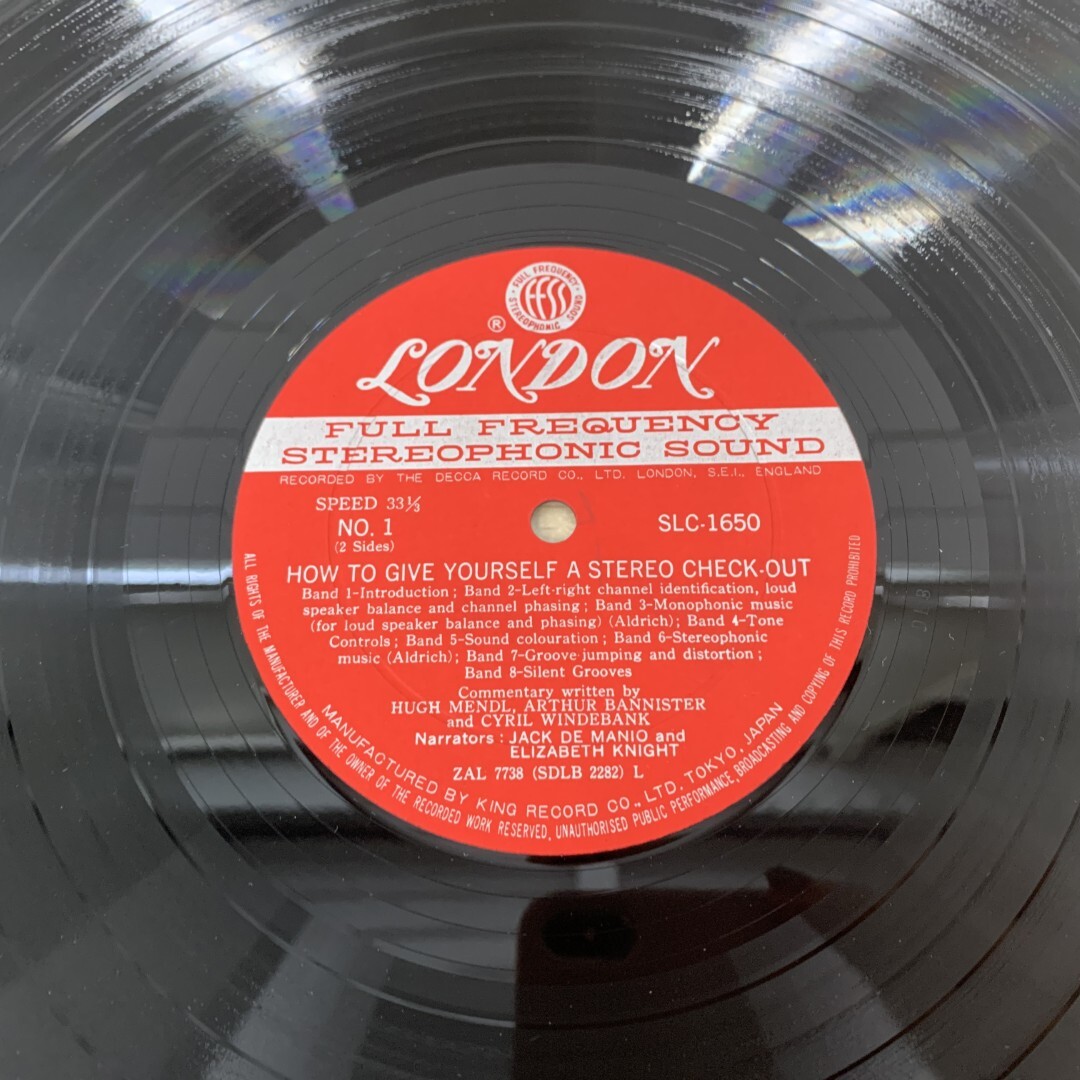 FULL FREQUENCY
FFSS
STEREOPHONIC SOUND
®
LONDON
FULL FREQUENCY
STEREOPHONIC SOUND
RECORDED BY THE DECCA RECORD CO., LTD. LONDON, S.E.I., ENGLAND
SPEED 33⅓
NO. 1
(2 Sides)
SLC-1650
HOW TO GIVE YOURSELF A STEREO CHECK-OUT
Band 1-Introduction ; Band 2-Left-right channel identification, loud
speaker balance and channel phasing ; Band 3-Monophonic music
(for loud speaker balance and phasing) (Aldrich) ; Band 4-Tone
Controls ; Band 5-Sound colouration ; Band 6-Stereophonic
music (Aldrich) ; Band 7-Groove-jumping and distortion ;
Band 8-Silent Grooves
Commentary written by
HUGH MENDL, ARTHUR BANNISTER
and CYRIL WINDEBANK
Narrators : JACK DE MANIO and
ELIZABETH KNIGHT
ZAL 7738 (SDLB 2282) L
MANUFACTURED BY KING RECORD CO., LTD. TOKYO, JAPAN
ALL RIGHTS OF THE MANUFACTURER AND OF THE OWNER OF THE RECORDED WORK RESERVED, UNAUTHORISED PUBLIC PERFORMANCE, BROADCASTING AND COPYING OF THIS RECORD PROHIBITED